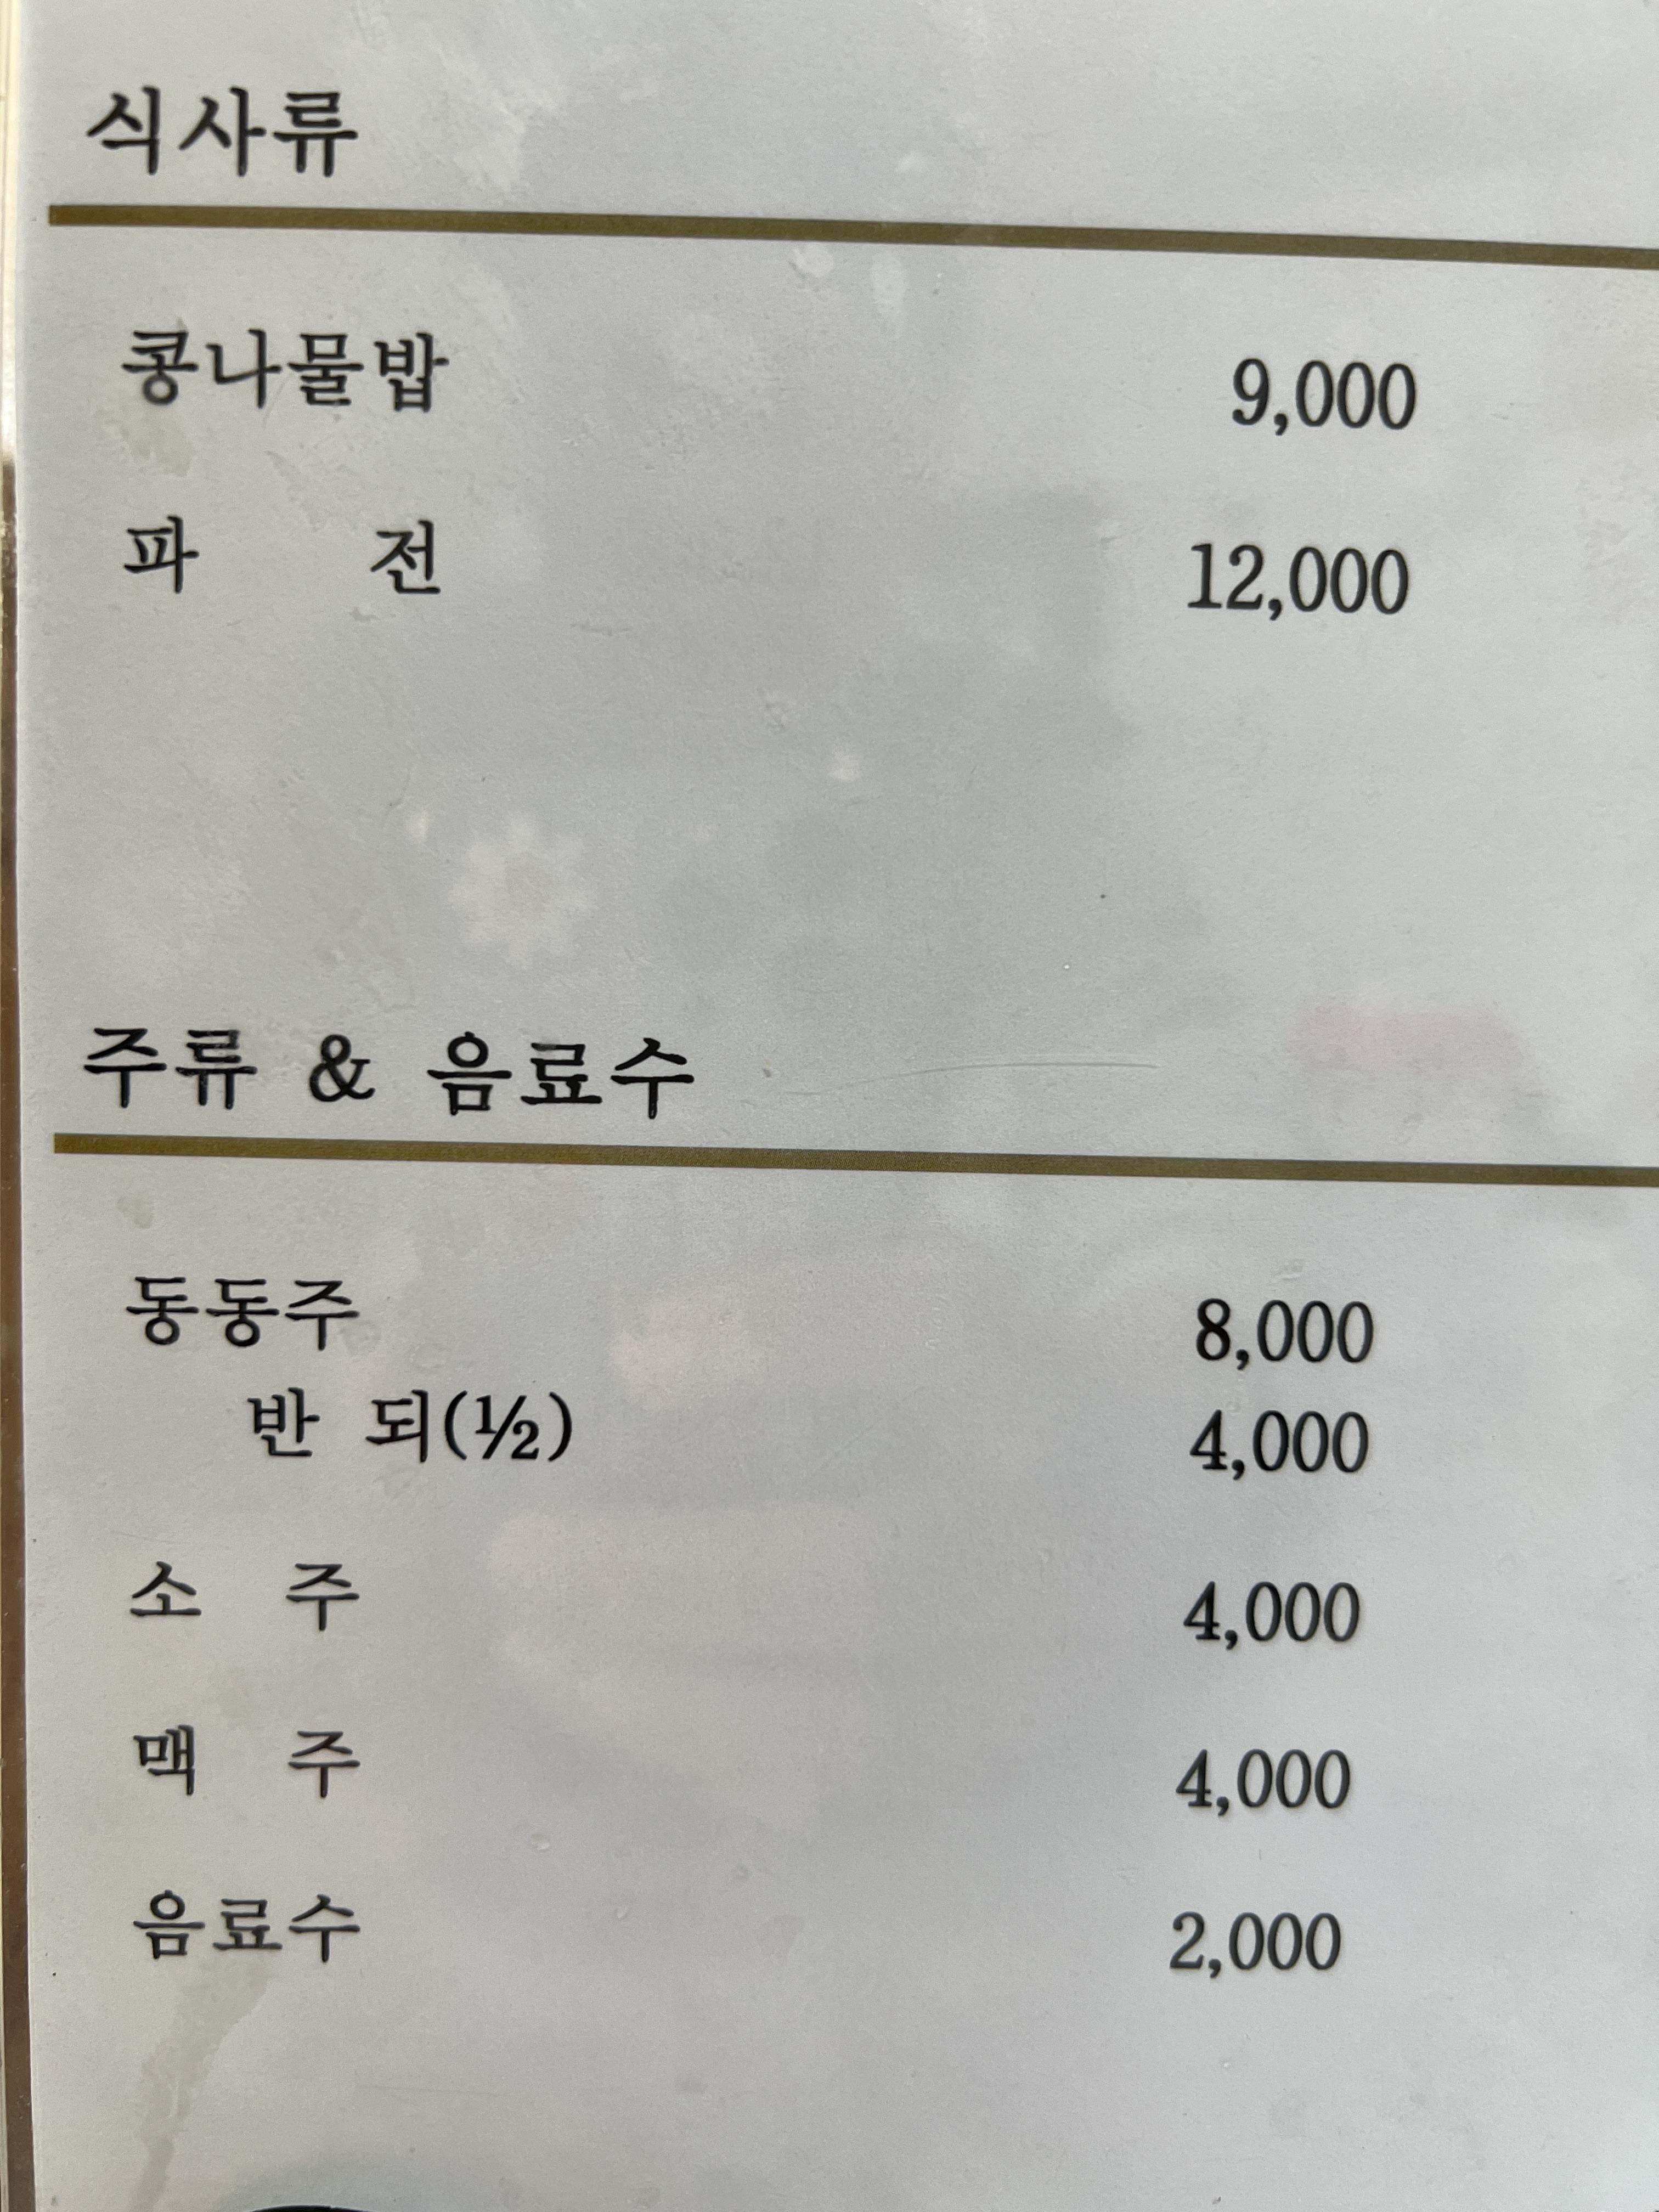 식사류
콩나물밥 9,000
파 전 12,000
주류 & 음료수
동동주 8,000
반 되(½) 4,000
소 주 4,000
맥 주 4,000
음료수 2,000